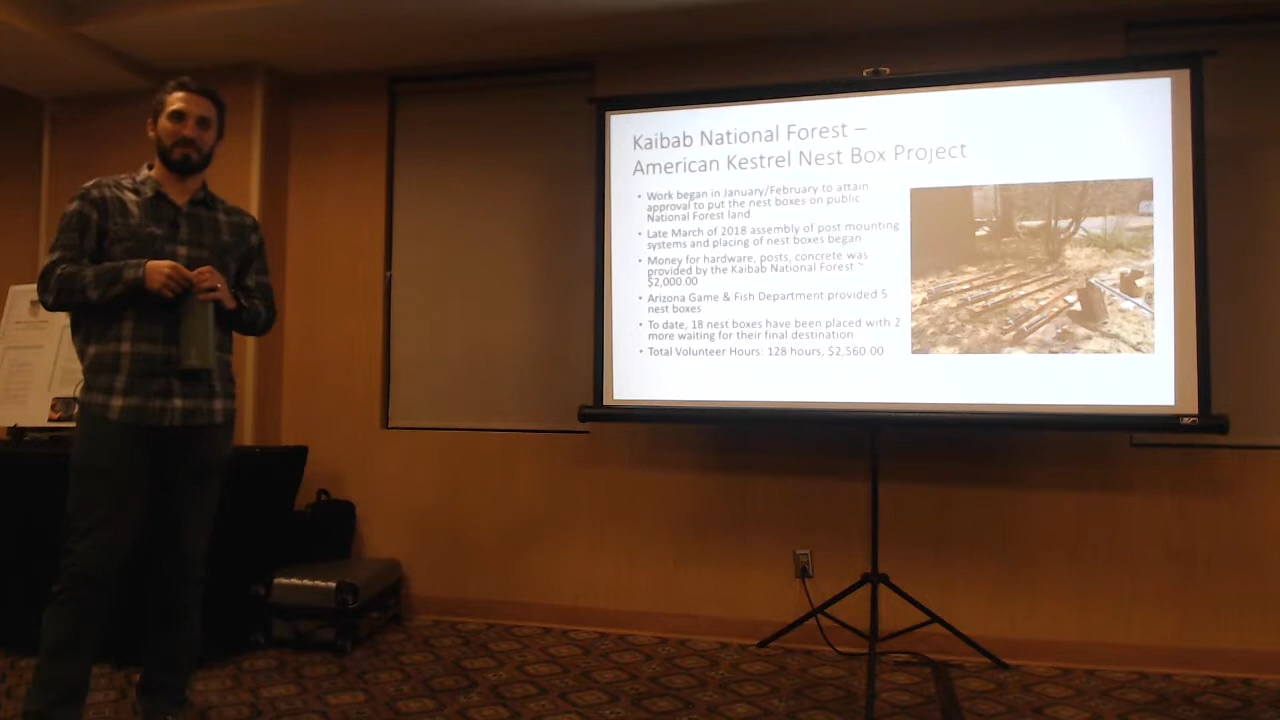 Kaibab National Forest –
American Kestrel Nest Box Project
• Work began in January/February to attain
approval to put the nest boxes on public
National Forest land
• Late March of 2018 assembly of post mounting
systems and placing of nest boxes began
• Money for hardware, posts, concrete was
provided by the Kaibab National Forest ~
$2,000.00
• Arizona Game & Fish Department provided 5
nest boxes
• To date, 18 nest boxes have been placed with 2
more waiting for their final destination
• Total Volunteer Hours: 128 hours, $2,560.00